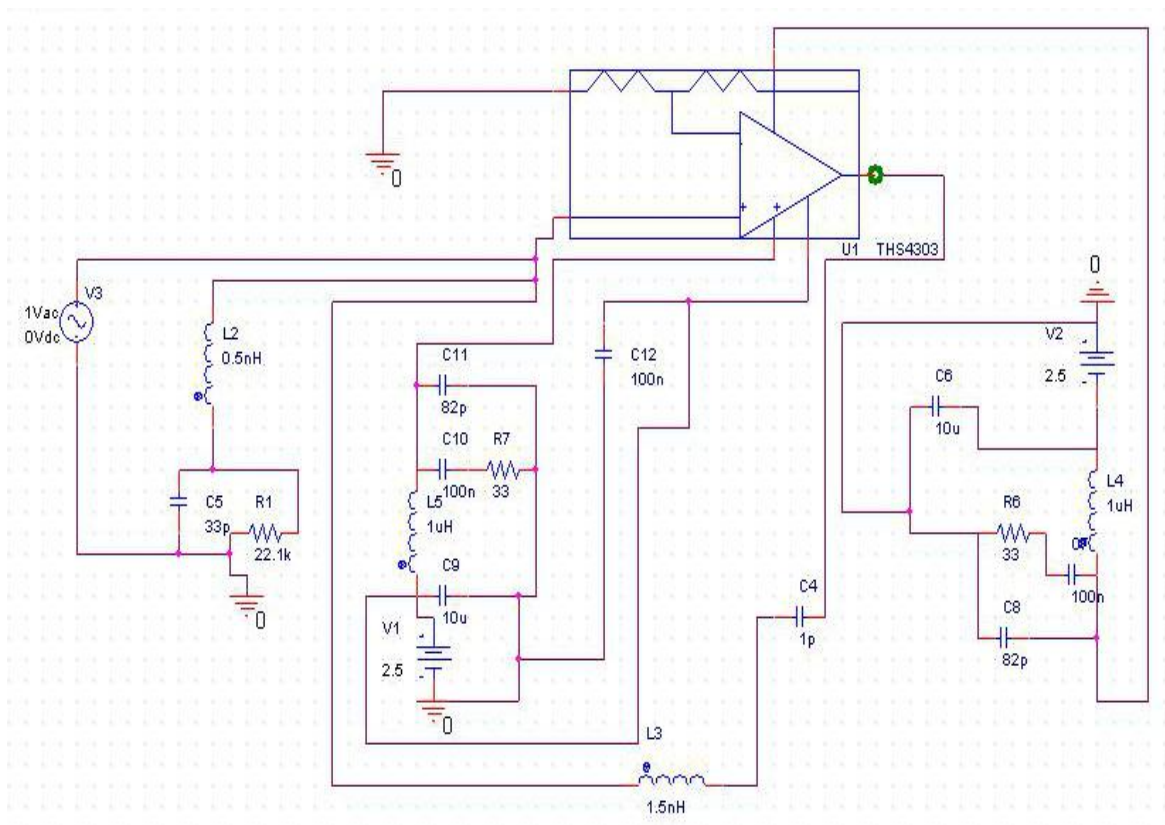 0
U1 THS4303
0
V3
1Vac
0Vdc
L2
0.5nH
C11
82p
C12
100n
V2
2.5
C6
10u
C10
100n
R7
33
L5
1uH
C5
33p
R1
22.1k
L4
1uH
R6
33
100n
C9
10u
C4
1p
C8
82p
V1
2.5
0
0
L3
1.5nH